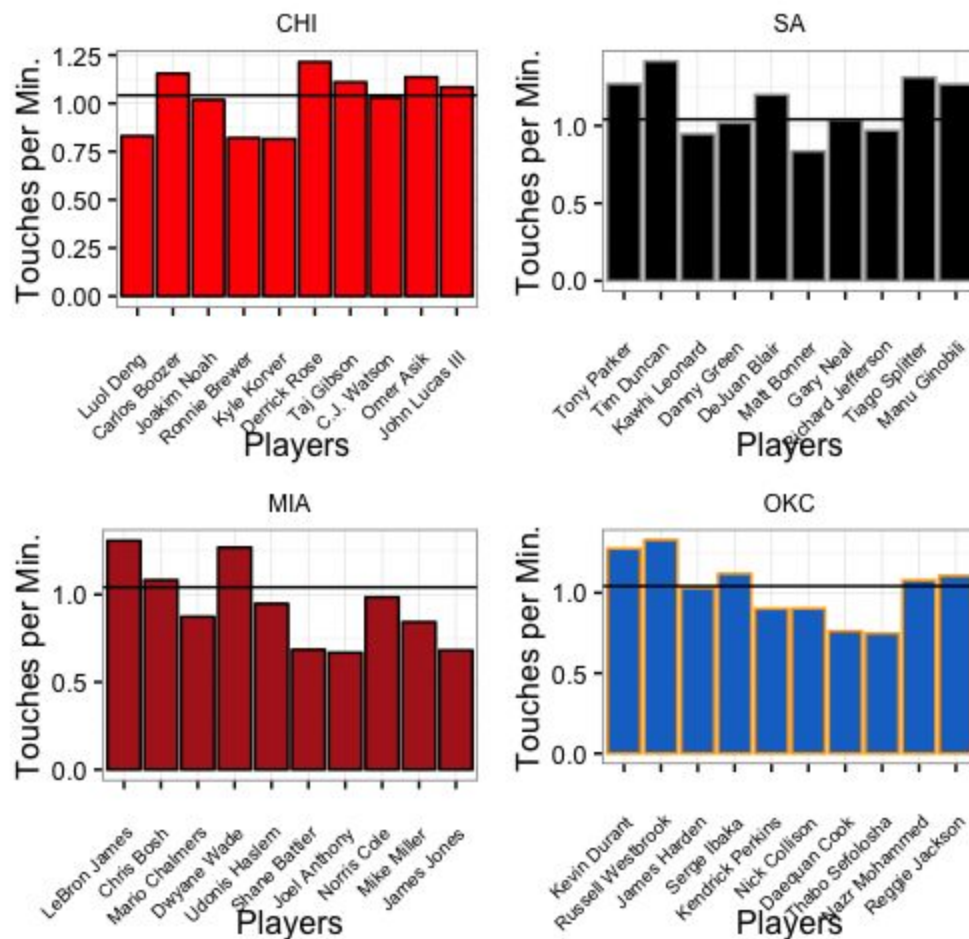 CHI
Touches per Min.
1.25
1.00
0.75
0.50
0.25
0.00
Luol Deng
Carlos Boozer
Joakim Noah
Ronnie Brewer
Kyle Korver
Derrick Rose
Taj Gibson
C.J. Watson
Omer Asik
John Lucas III
Players
SA
Touches per Min.
1.0
0.5
0.0
Tony Parker
Tim Duncan
Kawhi Leonard
Danny Green
DeJuan Blair
Matt Bonner
Gary Neal
Richard Jefferson
Tiago Splitter
Manu Ginobili
Players
MIA
Touches per Min.
1.0
0.5
0.0
LeBron James
Chris Bosh
Mario Chalmers
Dwyane Wade
Udonis Haslem
Shane Battier
Joel Anthony
Norris Cole
Mike Miller
James Jones
Players
OKC
Touches per Min.
1.0
0.5
0.0
Kevin Durant
Russell Westbrook
James Harden
Serge Ibaka
Kendrick Perkins
Nick Collison
Daequan Cook
Thabo Sefolosha
Nazr Mohammed
Reggie Jackson
Players